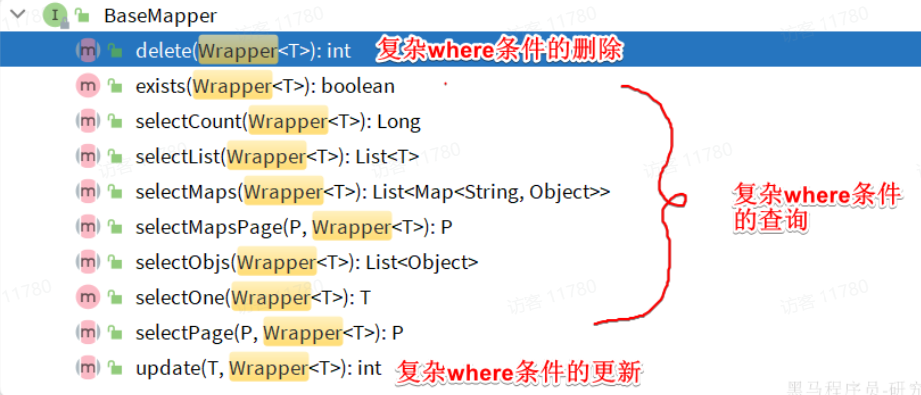 BaseMapper
delete(Wrapper<T>): int 复杂where条件的删除
exists(Wrapper<T>): boolean
selectCount(Wrapper<T>): Long
selectList(Wrapper<T>): List<T>
selectMaps(Wrapper<T>): List<Map<String, Object>>
复杂where条件
的查询
selectMapsPage(P, Wrapper<T>): P
selectObjs(Wrapper<T>): List<Object>
selectOne(Wrapper<T>): T
selectPage(P, Wrapper<T>): P
update(T, Wrapper<T>): int 复杂where条件的更新
访客 11780
黑马程序员-研究